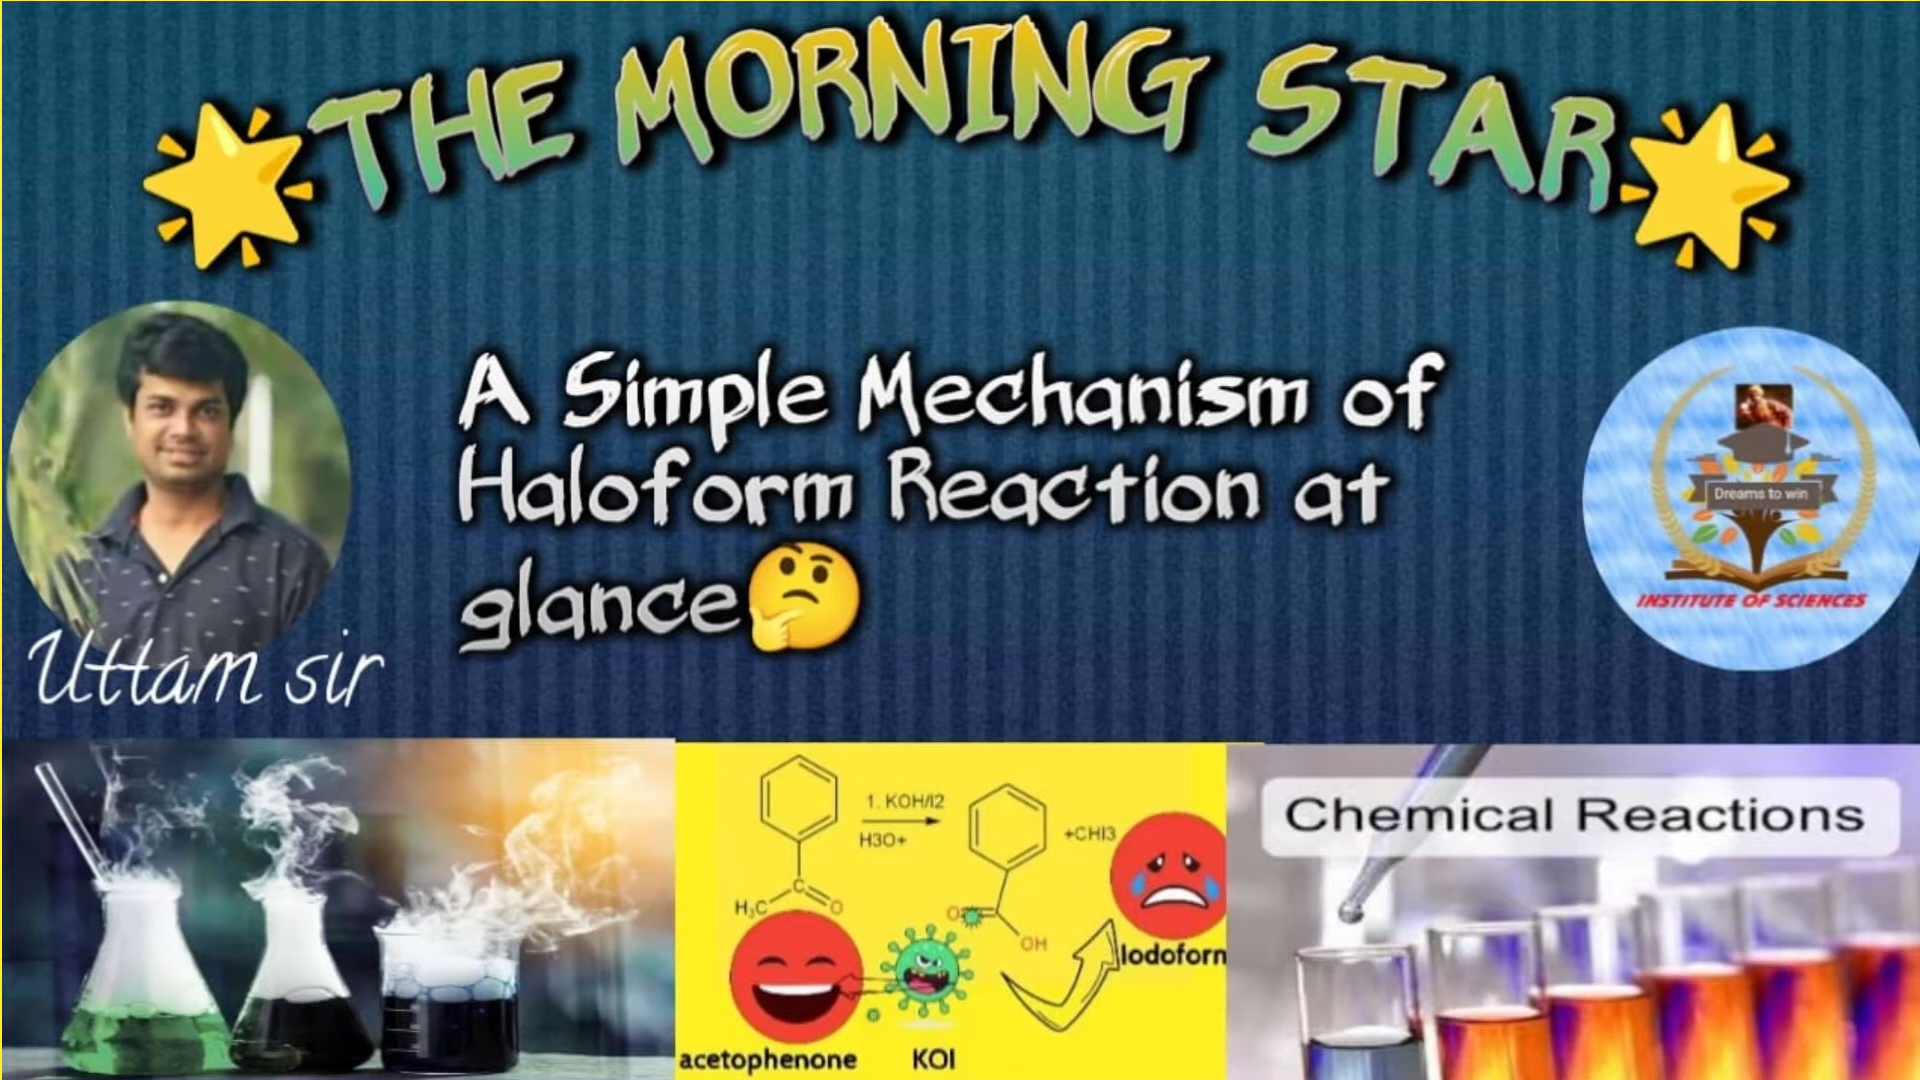 THE MORNING STAR
A Simple Mechanism of
Haloform Reaction at
glance
Uttam sir
Dreams to win
INSTITUTE OF SCIENCES
1. KOH/I2
H3O+
+CHI3
C
H3C
O
O
OH
Iodoform
acetophenone
KOI
Chemical Reactions